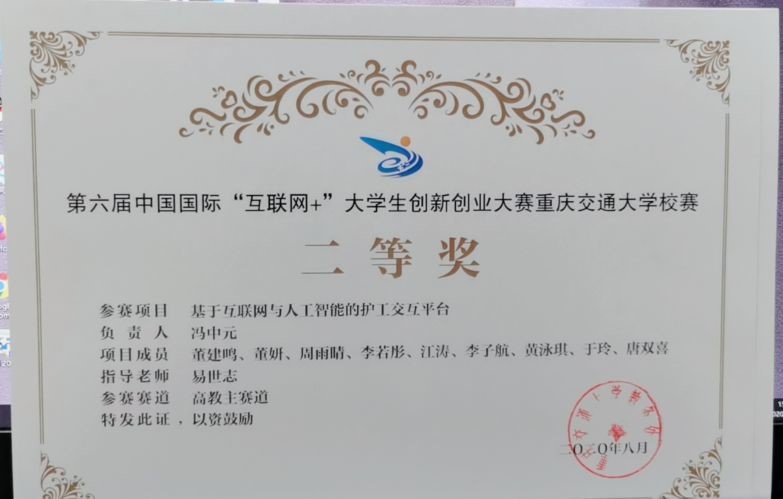 第六届中国国际“互联网+”大学生创新创业大赛重庆交通大学校赛
二等奖
参赛项目 基于互联网与人工智能的护工交互平台
负责人 冯中元
项目成员 董建鸣、董妍、周雨晴、李若彤、江涛、李子航、黄泳琪、于玲、唐双喜
指导老师 易世志
参赛赛道 高教主赛道
特发此证，以资鼓励
二〇二〇年八月